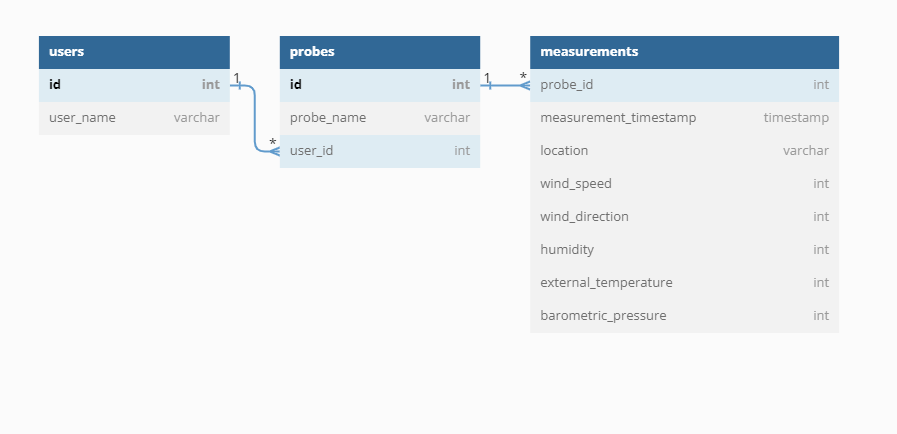 users
id int
user_name varchar
1
*
probes
id int
probe_name varchar
user_id int
1
*
measurements
probe_id int
measurement_timestamp timestamp
location varchar
wind_speed int
wind_direction int
humidity int
external_temperature int
barometric_pressure int